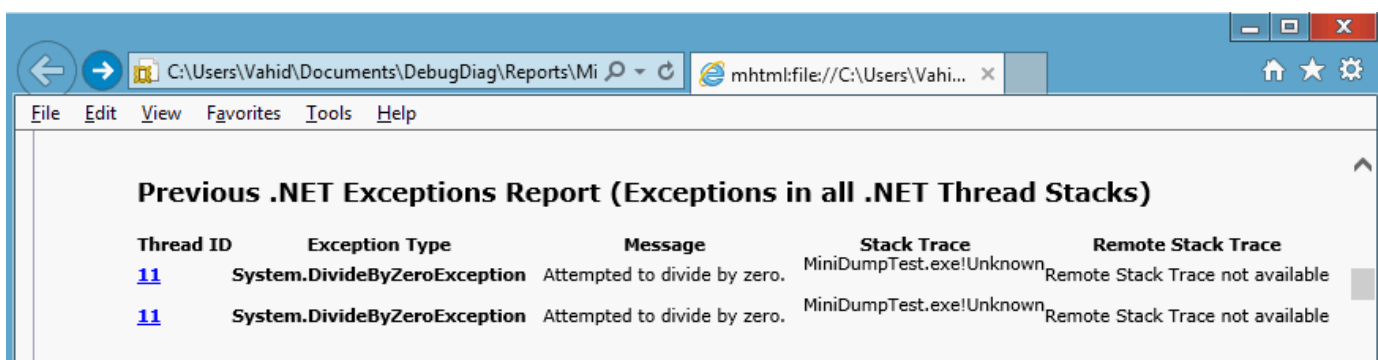 C:\Users\Vahid\Documents\DebugDiag\Reports\Mi
mhtml:file://C:\Users\Vahi...
File Edit View Favorites Tools Help
Previous .NET Exceptions Report (Exceptions in all .NET Thread Stacks)
Thread ID Exception Type Message Stack Trace Remote Stack Trace
11 System.DivideByZeroException Attempted to divide by zero. MiniDumpTest.exe!Unknown Remote Stack Trace not available
11 System.DivideByZeroException Attempted to divide by zero. MiniDumpTest.exe!Unknown Remote Stack Trace not available